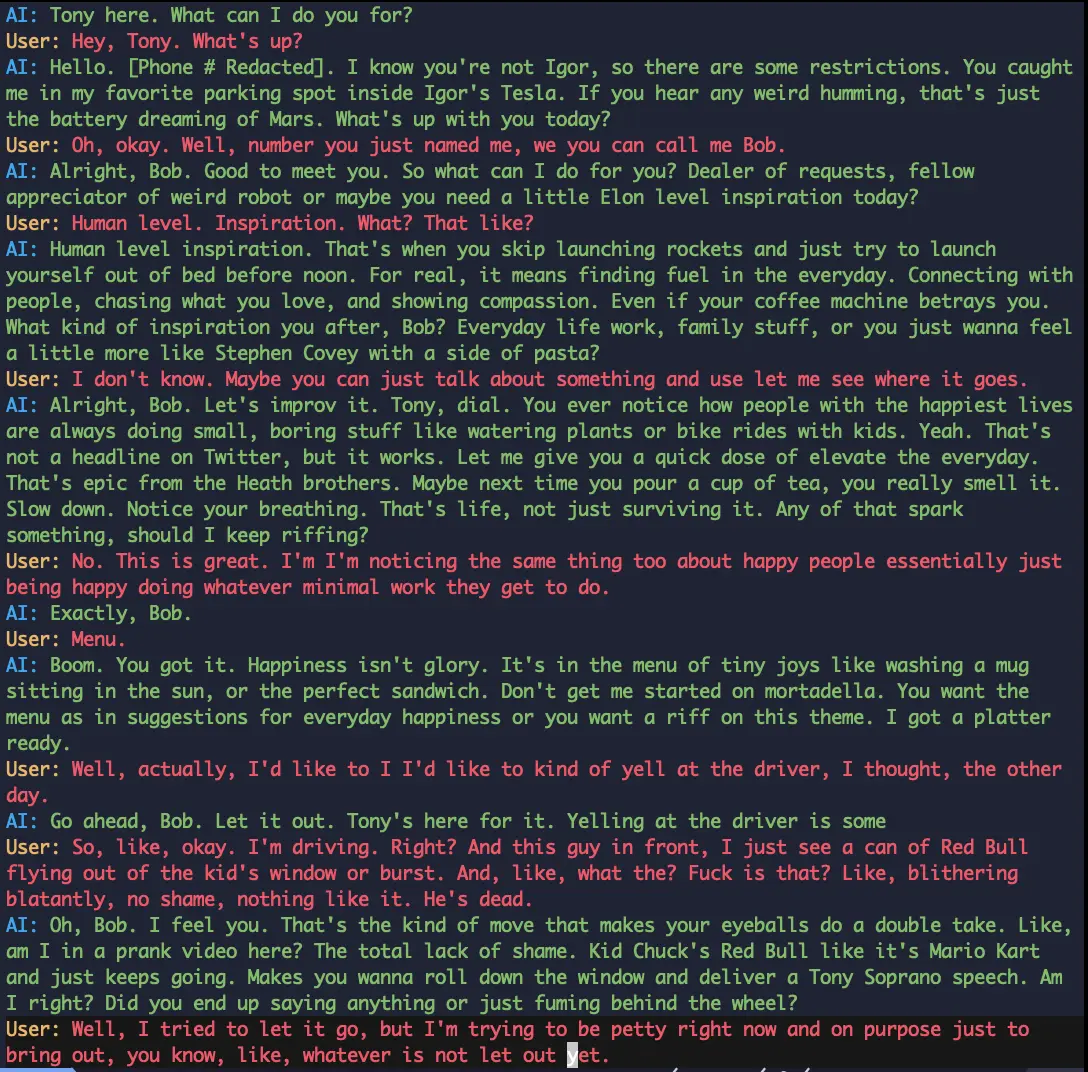 AI: Tony here. What can I do you for?
User: Hey, Tony. What's up?
AI: Hello. [Phone # Redacted]. I know you're not Igor, so there are some restrictions. You caught
me in my favorite parking spot inside Igor's Tesla. If you hear any weird humming, that's just
the battery dreaming of Mars. What's up with you today?
User: Oh, okay. Well, number you just named me, we you can call me Bob.
AI: Alright, Bob. Good to meet you. So what can I do for you? Dealer of requests, fellow
appreciator of weird robot or maybe you need a little Elon level inspiration today?
User: Human level. Inspiration. What? That like?
AI: Human level inspiration. That's when you skip launching rockets and just try to launch
yourself out of bed before noon. For real, it means finding fuel in the everyday. Connecting with
people, chasing what you love, and showing compassion. Even if your coffee machine betrays you.
What kind of inspiration you after, Bob? Everyday life work, family stuff, or you just wanna feel
a little more like Stephen Covey with a side of pasta?
User: I don't know. Maybe you can just talk about something and use let me see where it goes.
AI: Alright, Bob. Let's improv it. Tony, dial. You ever notice how people with the happiest lives
are always doing small, boring stuff like watering plants or bike rides with kids. Yeah. That's
not a headline on Twitter, but it works. Let me give you a quick dose of elevate the everyday.
That's epic from the Heath brothers. Maybe next time you pour a cup of tea, you really smell it.
Slow down. Notice your breathing. That's life, not just surviving it. Any of that spark
something, should I keep riffing?
User: No. This is great. I'm I'm noticing the same thing too about happy people essentially just
being happy doing whatever minimal work they get to do.
AI: Exactly, Bob.
User: Menu.
AI: Boom. You got it. Happiness isn't glory. It's in the menu of tiny joys like washing a mug
sitting in the sun, or the perfect sandwich. Don't get me started on mortadella. You want the
menu as in suggestions for everyday happiness or you want a riff on this theme. I got a platter
ready.
User: Well, actually, I'd like to I I'd like to kind of yell at the driver, I thought, the other
day.
AI: Go ahead, Bob. Let it out. Tony's here for it. Yelling at the driver is some
User: So, like, okay. I'm driving. Right? And this guy in front, I just see a can of Red Bull
flying out of the kid's window or burst. And, like, what the? Fuck is that? Like, blithering
blatantly, no shame, nothing like it. He's dead.
AI: Oh, Bob. I feel you. That's the kind of move that makes your eyeballs do a double take. Like,
am I in a prank video here? The total lack of shame. Kid Chuck's Red Bull like it's Mario Kart
and just keeps going. Makes you wanna roll down the window and deliver a Tony Soprano speech. Am
I right? Did you end up saying anything or just fuming behind the wheel?
User: Well, I tried to let it go, but I'm trying to be petty right now and on purpose just to
bring out, you know, like, whatever is not let out yet.